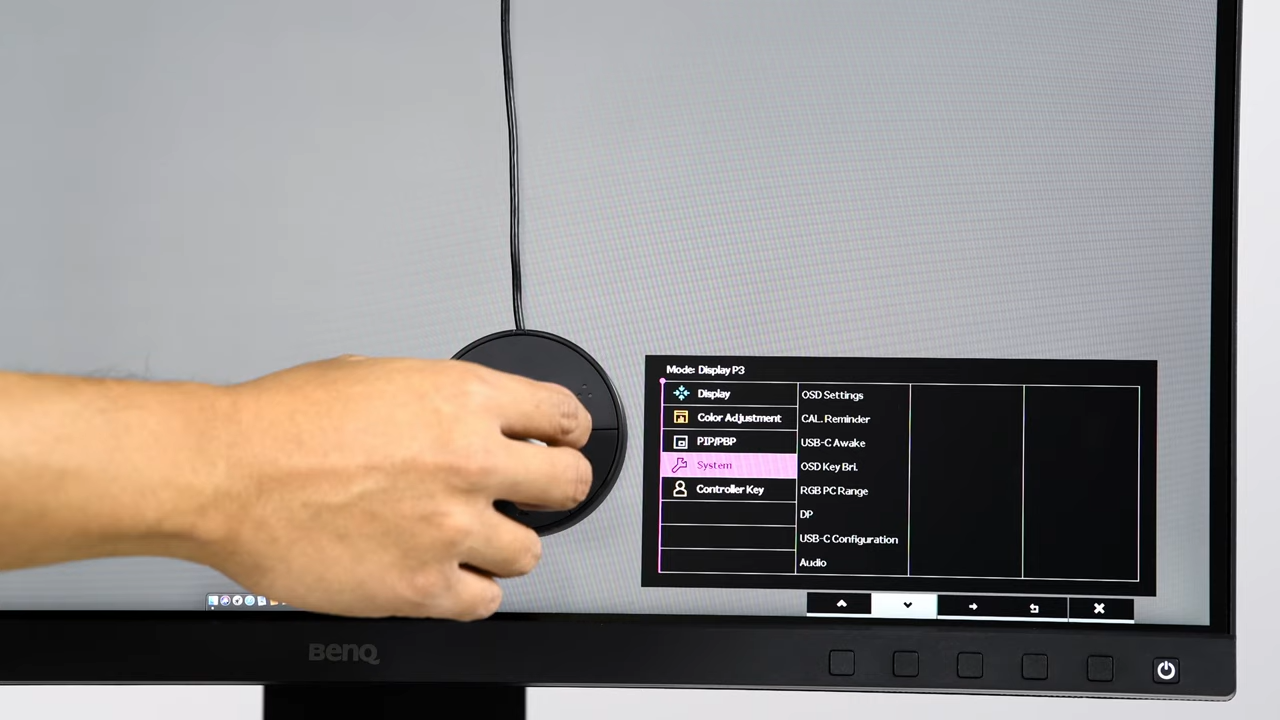 Mode: Display P3
Display
Color Adjustment
PIP/PBP
System
Controller Key
OSD Settings
CAL. Reminder
USB-C Awake
OSD Key Bri.
RGB PC Range
DP
USB-C Configuration
Audio
BenQ